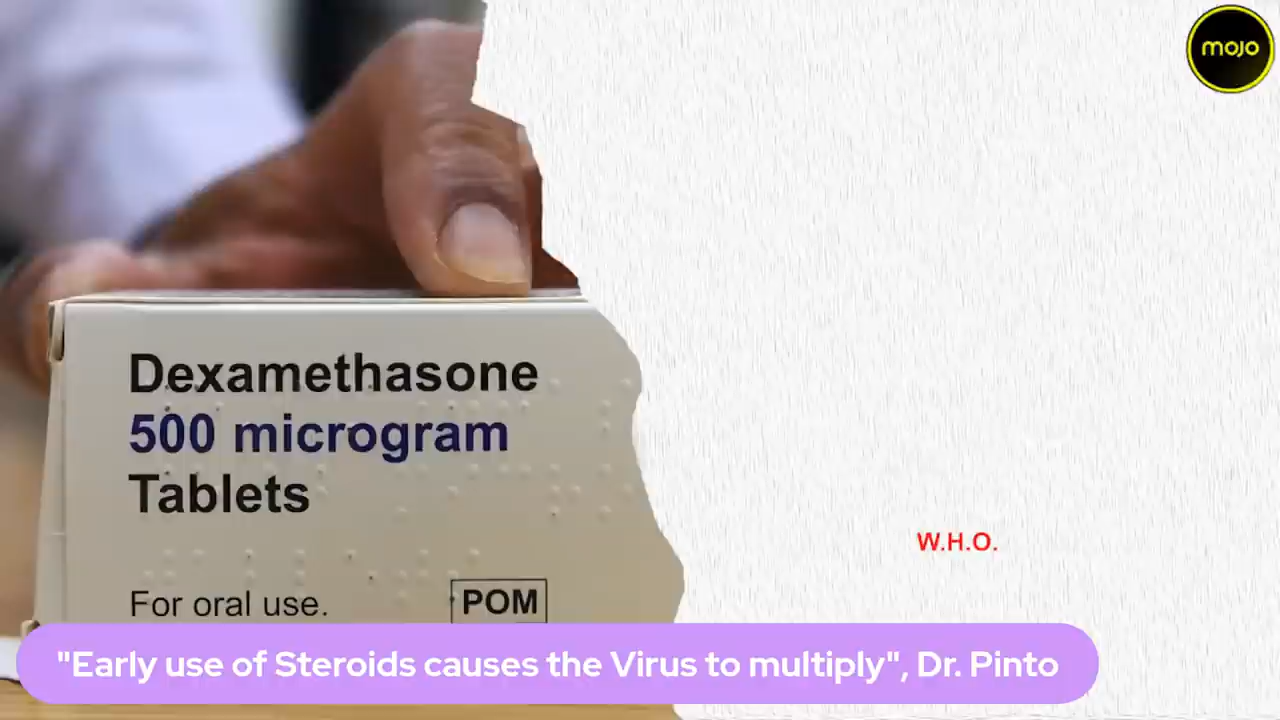 mojo
Dexamethasone
500 microgram
Tablets
For oral use.
POM
W.H.O.
"Early use of Steroids causes the Virus to multiply", Dr. Pinto